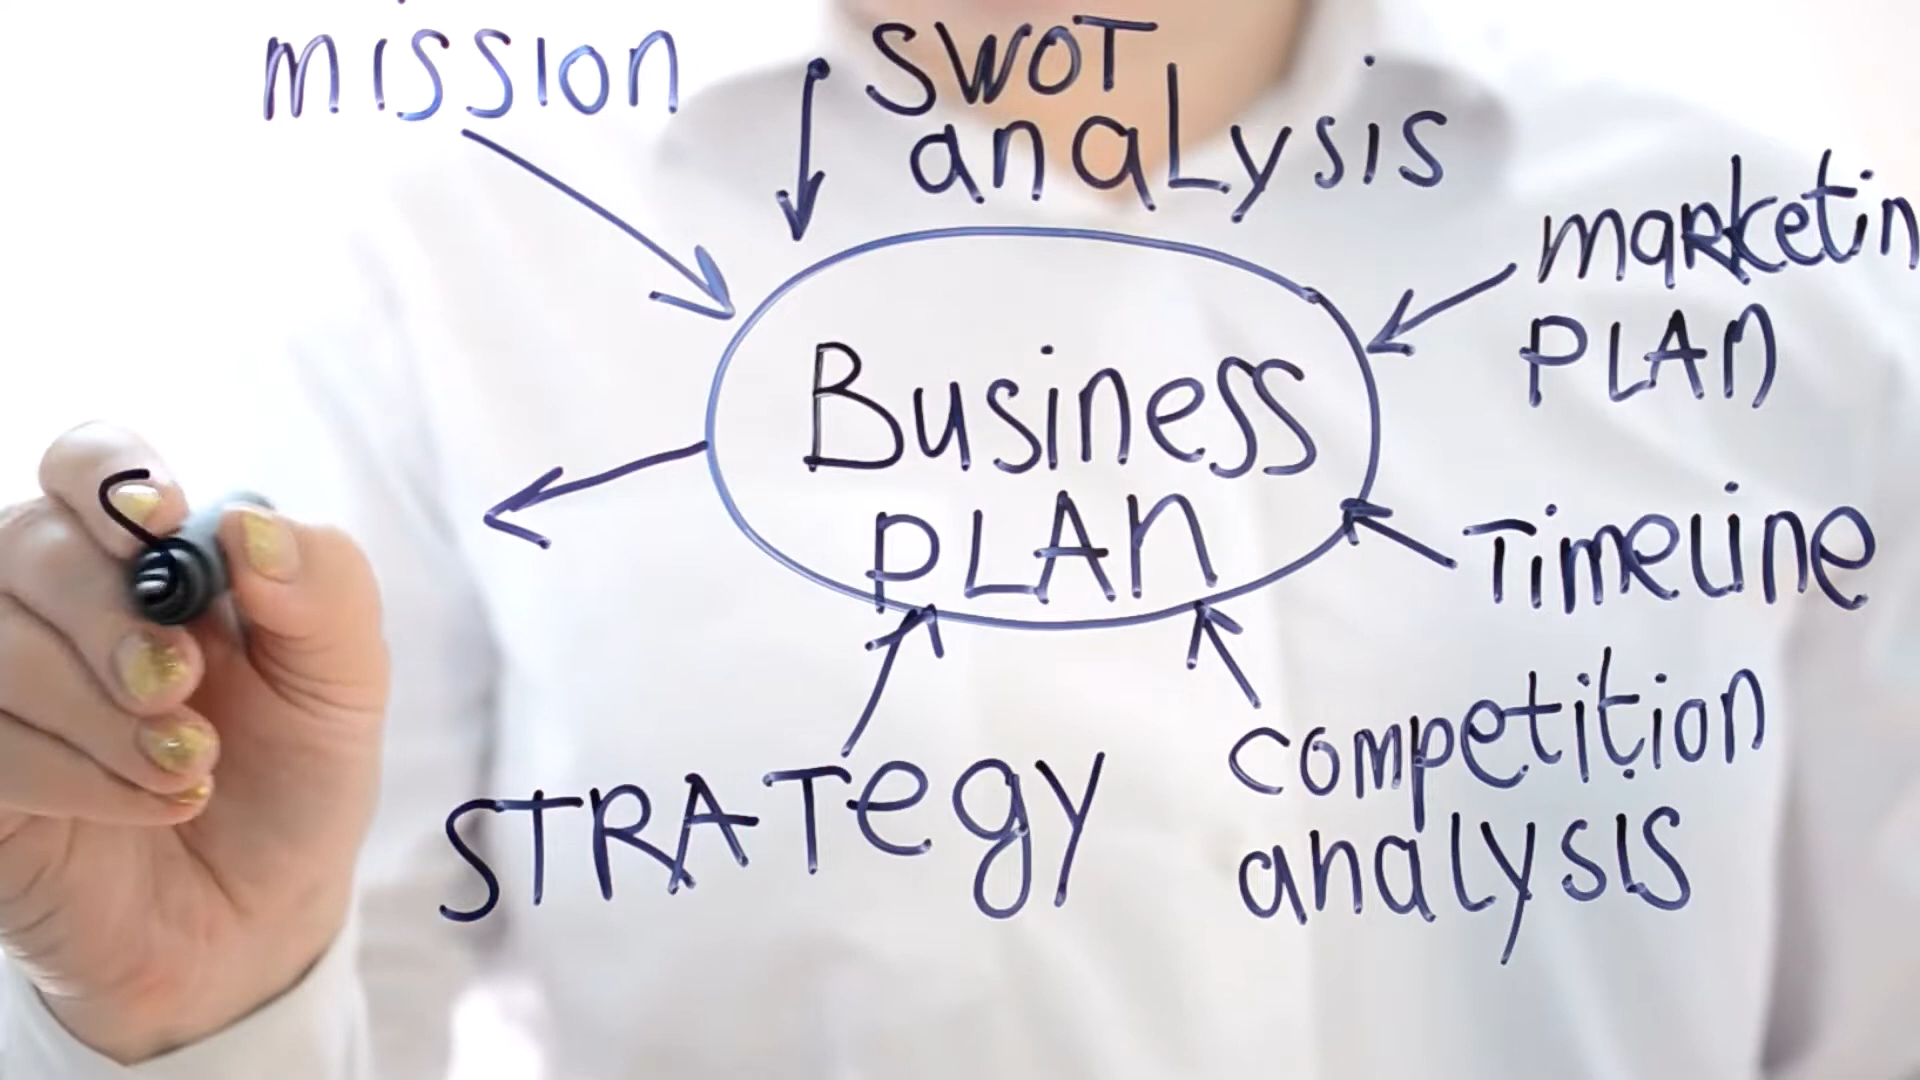 mission
SWOT
analysis
marketin
PLAN
Business
PLAN
Timeline
STRATegy
competition
analysis